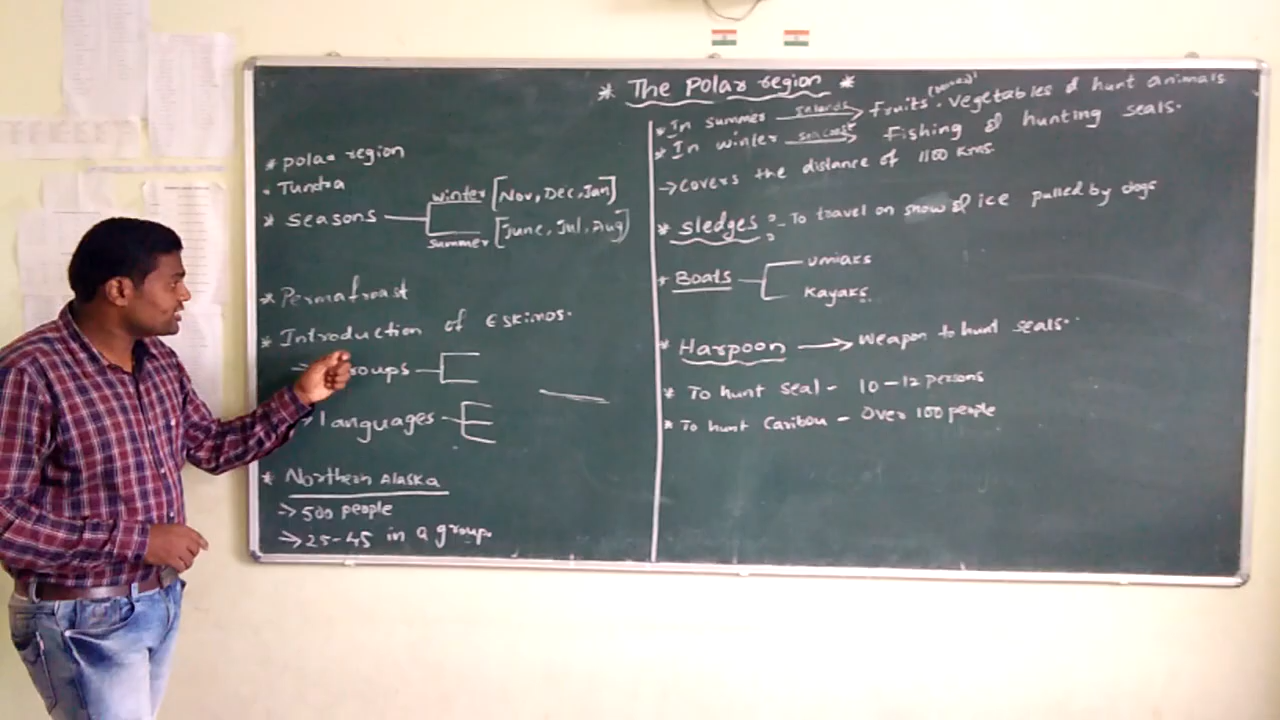 * The Polar region *
* Polar region
* Tundra
* Seasons
winter [Nov, Dec, Jan]
summer [June, Jul, Aug]
* Permafroast
* Introduction of Eskimos.
→ groups
→ languages
* Northern Alaska
→ 500 people
→ 25-45 in a group.
* In summer → fruits, vegetables & hunt animals
* In winter → Fishing & hunting seals.
→ covers the distance of 1100 kms.
* Sledges :- To travel on snow & ice pulled by dogs
* Boats
umiaks
kayaks.
* Harpoon → Weapon to hunt seals.
* To hunt seal - 10-12 persons
* To hunt Caribou - Over 100 people